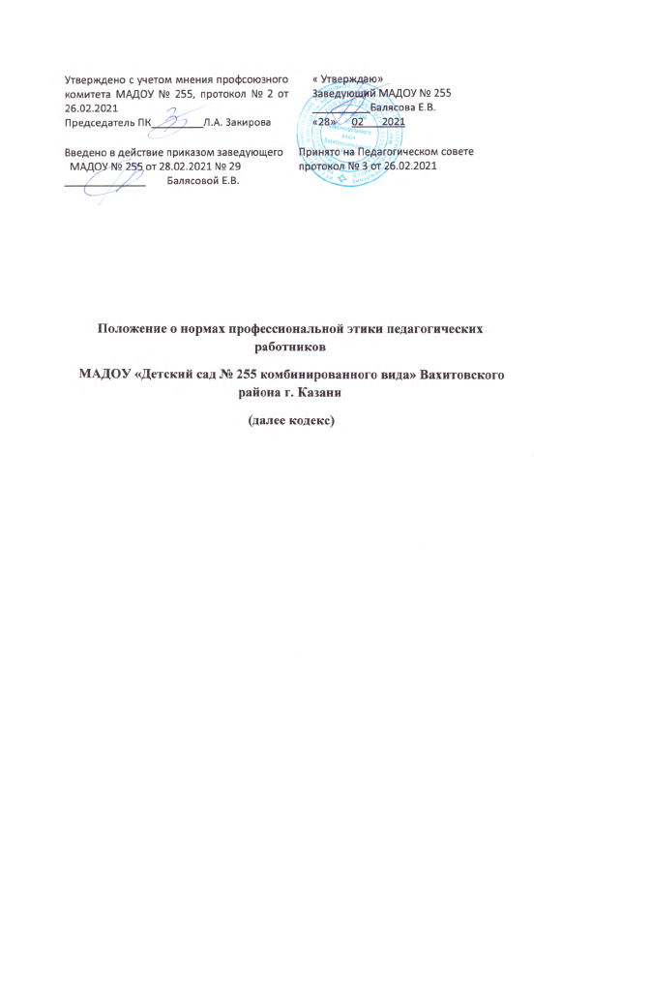 Утверждено с учетом мнения профсоюзного
комитета МАДОУ № 255, протокол № 2 от
26.02.2021
Председатель ПК__________Л.А. Закирова
« Утверждаю»
Заведующий МАДОУ № 255
___________Балясова Е.В.
«28» 02 2021
Введено в действие приказом заведующего
МАДОУ № 255 от 28.02.2021 № 29
_______________ Балясовой Е.В.
Принято на Педагогическом совете
протокол № 3 от 26.02.2021
Положение о нормах профессиональной этики педагогических
работников
МАДОУ «Детский сад № 255 комбинированного вида» Вахитовского
района г. Казани
(далее кодекс)